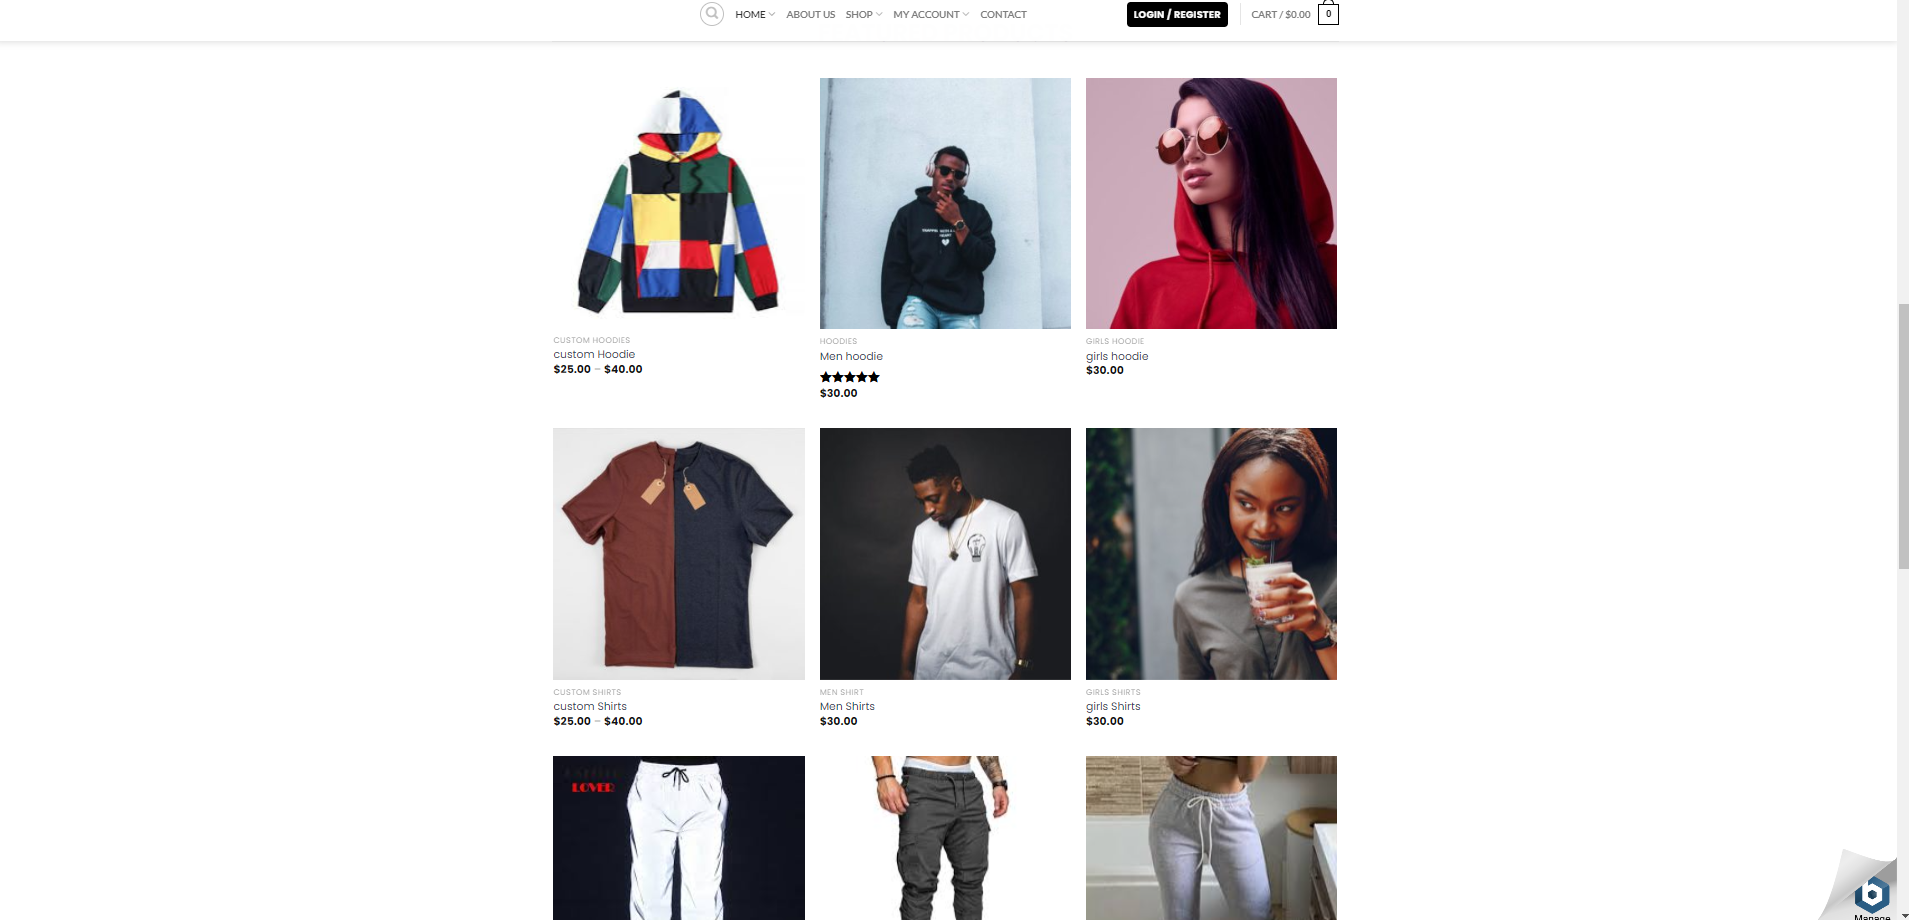 HOME
ABOUT US
SHOP
MY ACCOUNT
CONTACT
LOGIN / REGISTER
CART / $0.00
0
CUSTOM HOODIES
custom Hoodie
$25.00 – $40.00
HOODIES
Men hoodie
$30.00
GIRLS HOODIE
girls hoodie
$30.00
CUSTOM SHIRTS
custom Shirts
$25.00 – $40.00
MEN SHIRT
Men Shirts
$30.00
GIRLS SHIRTS
girls Shirts
$30.00
LOVER
Manage